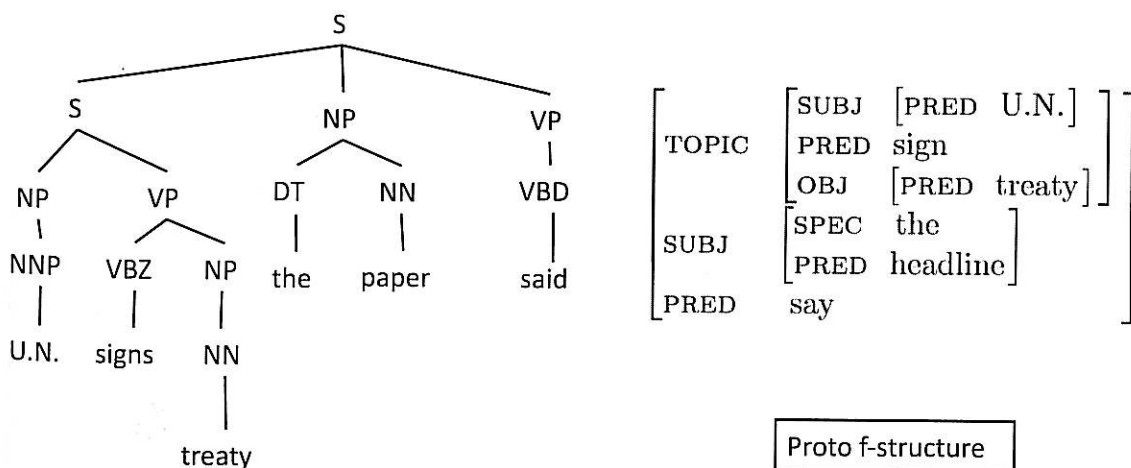 S
S NP VP
NP VP DT NN VBD
NNP VBZ NP the paper said
U.N. signs NN
treaty
SUBJ [PRED U.N.]
TOPIC PRED sign
OBJ [PRED treaty]
SPEC the
SUBJ
PRED headline
PRED say
Proto f-structure